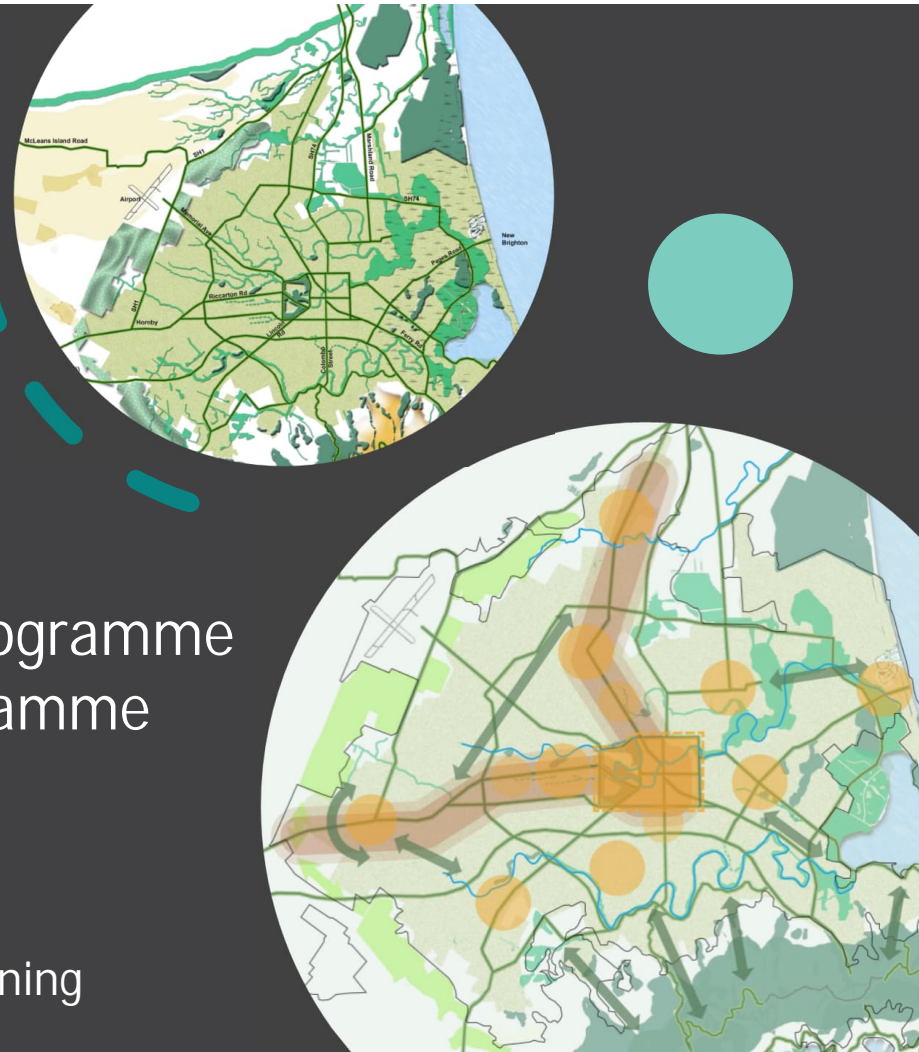 McLeans Island Road
SH1
SH74
Marshland Road
Airport
SH74
Memorial Ave
New
Brighton
Pages Road
SH1
Riccarton Rd
Hornby
Lincoln
Rd
Colombo
Street
Ferry Rd
ogramme
amme
ning